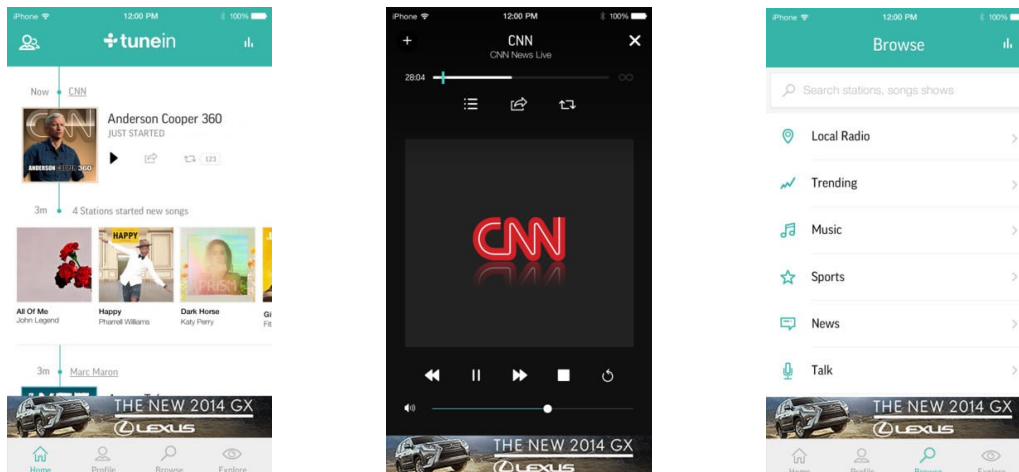 iPhone 12:00 PM 100%
tunein
Now CNN
CNN
ANDERSON COOPER 360
Anderson Cooper 360
JUST STARTED
123
3m 4 Stations started new songs
HAPPY
PRISM
All Of Me
John Legend
Happy
Pharrell Williams
Dark Horse
Katy Perry
Gi
Fit
3m Marc Maron
THE NEW 2014 GX
LEXUS
Home Profile Browse Explore
iPhone 12:00 PM 100%
CNN
CNN News Live
28:04
CNN
THE NEW 2014 GX
LEXUS
iPhone 12:00 PM 100%
Browse
Search stations, songs shows
Local Radio
Trending
Music
Sports
News
Talk
THE NEW 2014 GX
LEXUS
Home Profile Browse Explore